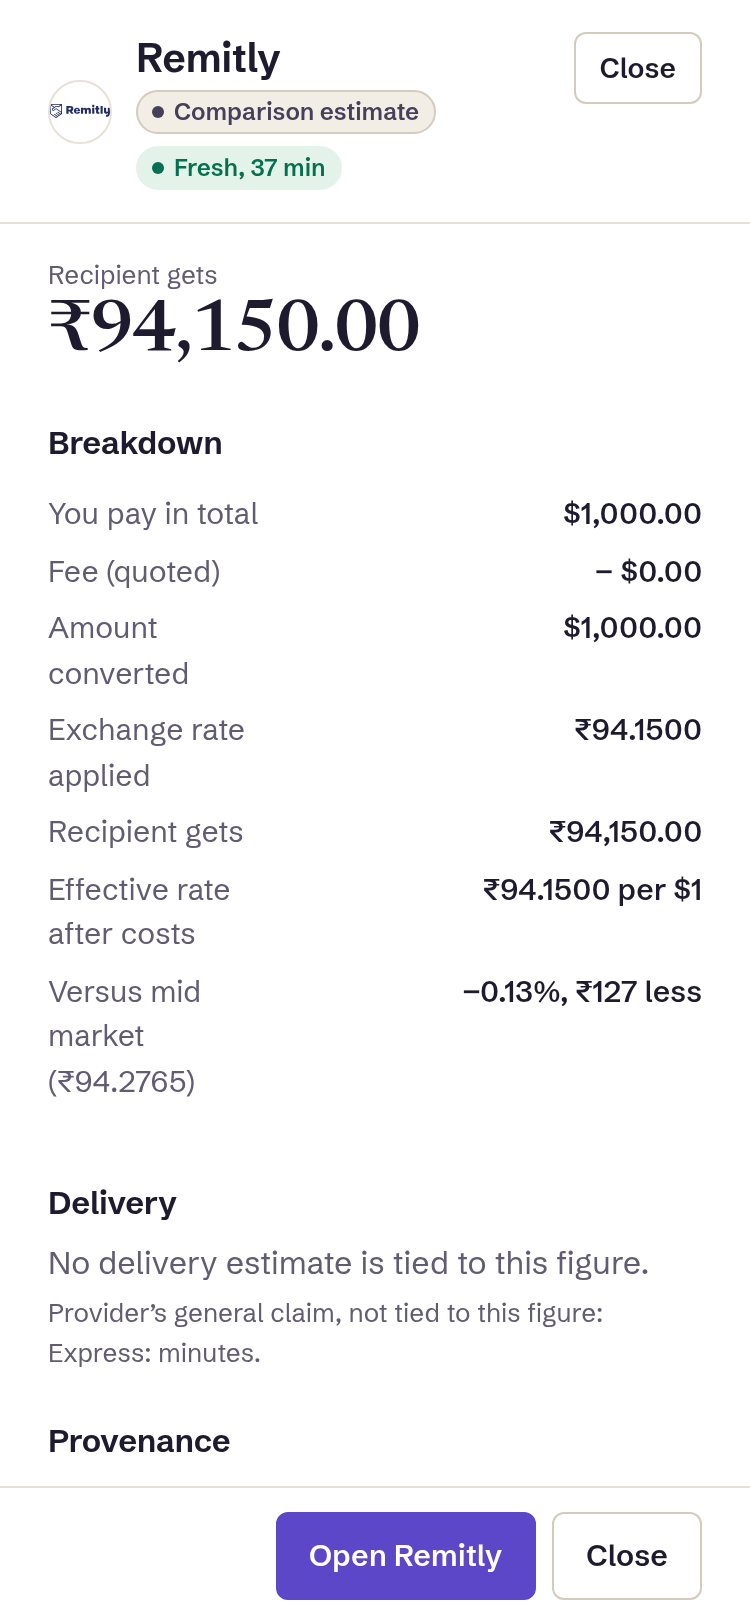 Remitly
Close
Remitly
Comparison estimate
Fresh, 37 min
Recipient gets
₹94,150.00
Breakdown
You pay in total $1,000.00
Fee (quoted) – $0.00
Amount converted $1,000.00
Exchange rate applied ₹94.1500
Recipient gets ₹94,150.00
Effective rate after costs ₹94.1500 per $1
Versus mid market (₹94.2765) –0.13%, ₹127 less
Delivery
No delivery estimate is tied to this figure.
Provider’s general claim, not tied to this figure:
Express: minutes.
Provenance
Open Remitly
Close